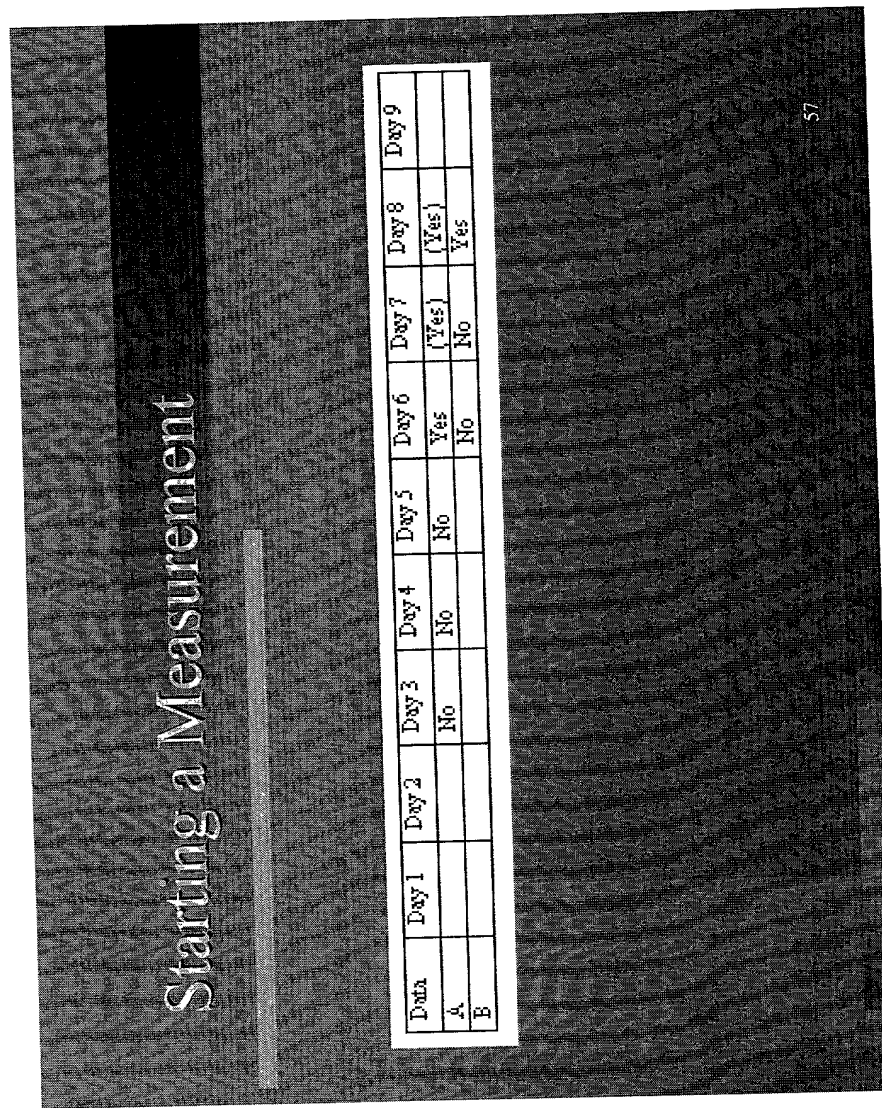 Starting a Measurement
Data Day 1 Day 2 Day 3 Day 4 Day 5 Day 6 Day 7 Day 8 Day 9
A No No No Yes (Yes) (Yes)
B No No Yes
57